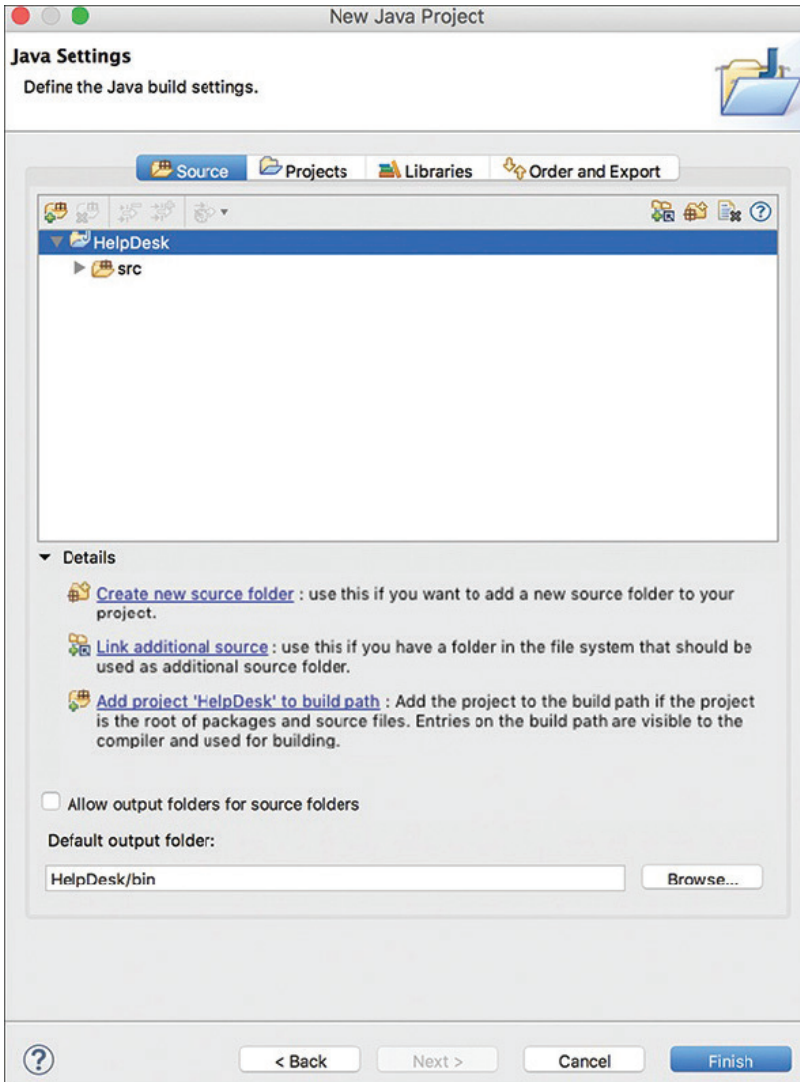 New Java Project
Java Settings
Define the Java build settings.
Source
Projects
Libraries
Order and Export
HelpDesk
src
Details
Create new source folder : use this if you want to add a new source folder to your
project.
Link additional source : use this if you have a folder in the file system that should be
used as additional source folder.
Add project 'HelpDesk' to build path : Add the project to the build path if the project
is the root of packages and source files. Entries on the build path are visible to the
compiler and used for building.
Allow output folders for source folders
Default output folder:
HelpDesk/bin
Browse...
?
< Back
Next >
Cancel
Finish